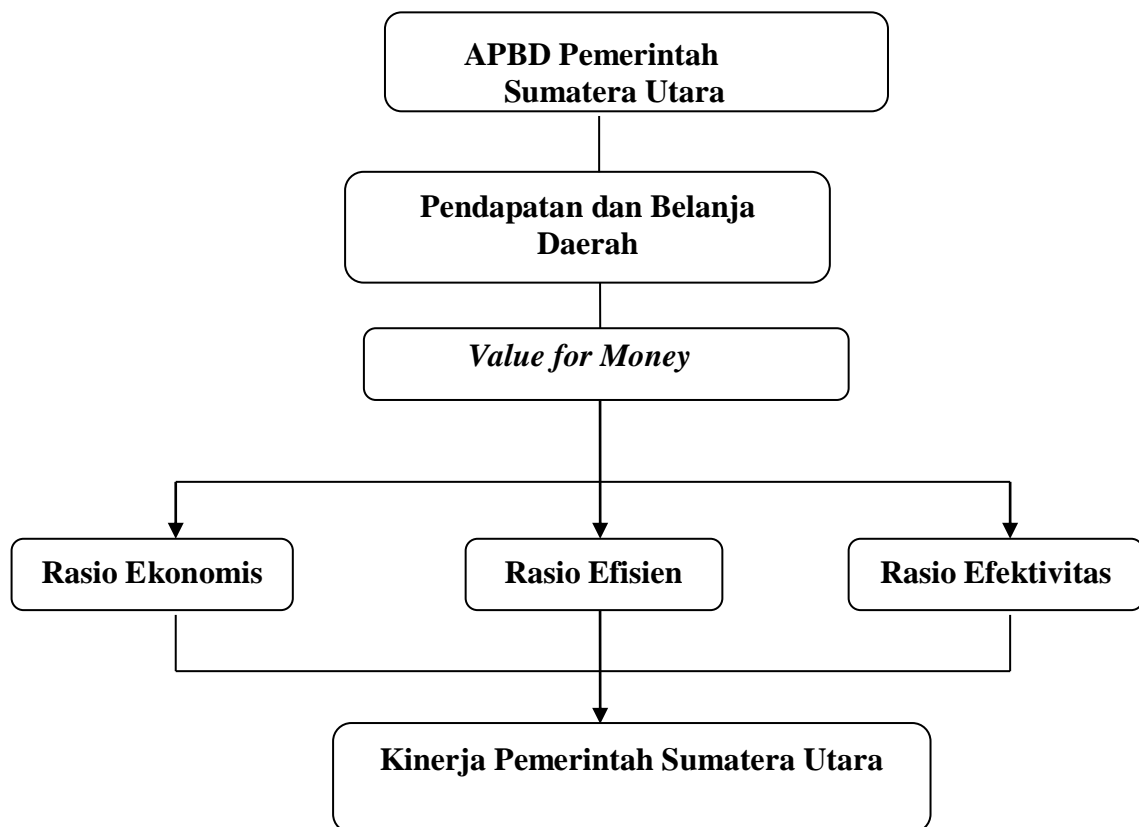 APBD Pemerintah
Sumatera Utara
Pendapatan dan Belanja
Daerah
Value for Money
Rasio Ekonomis
Rasio Efisien
Rasio Efektivitas
Kinerja Pemerintah Sumatera Utara